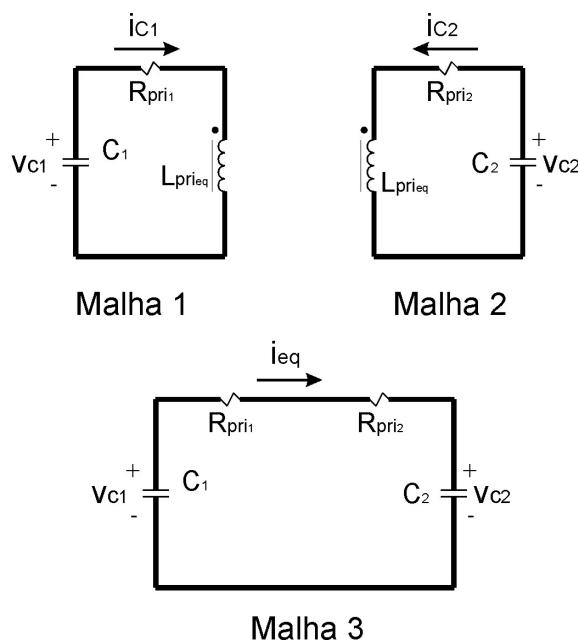 iC1
iC2
Rpri1
Rpri2
+
vC1
-
C1
Lprieq
Lprieq
C2
+
vC2
-
Malha 1
Malha 2
ieq
Rpri1
Rpri2
+
vC1
-
C1
C2
+
vC2
-
Malha 3